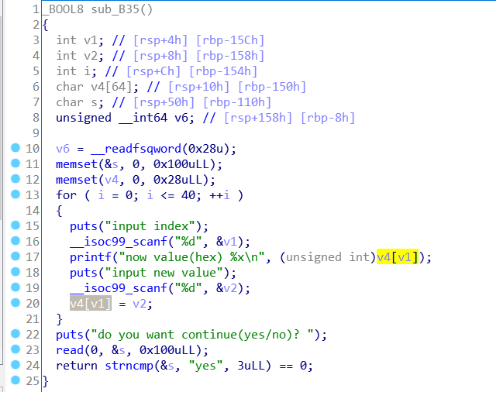 1 _BOOL8 sub_B35()
2 {
3 int v1; // [rsp+4h] [rbp-15Ch]
4 int v2; // [rsp+8h] [rbp-158h]
5 int i; // [rsp+Ch] [rbp-154h]
6 char v4[64]; // [rsp+10h] [rbp-150h]
7 char s; // [rsp+50h] [rbp-110h]
8 unsigned __int64 v6; // [rsp+158h] [rbp-8h]
9
10 v6 = __readfsqword(0x28u);
11 memset(&s, 0, 0x100uLL);
12 memset(v4, 0, 0x28uLL);
13 for ( i = 0; i <= 40; ++i )
14 {
15 puts("input index");
16 __isoc99_scanf("%d", &v1);
17 printf("now value(hex) %x\n", (unsigned int)v4[v1]);
18 puts("input new value");
19 __isoc99_scanf("%d", &v2);
20 v4[v1] = v2;
21 }
22 puts("do you want continue(yes/no)? ");
23 read(0, &s, 0x100uLL);
24 return strncmp(&s, "yes", 3uLL) == 0;
25 }